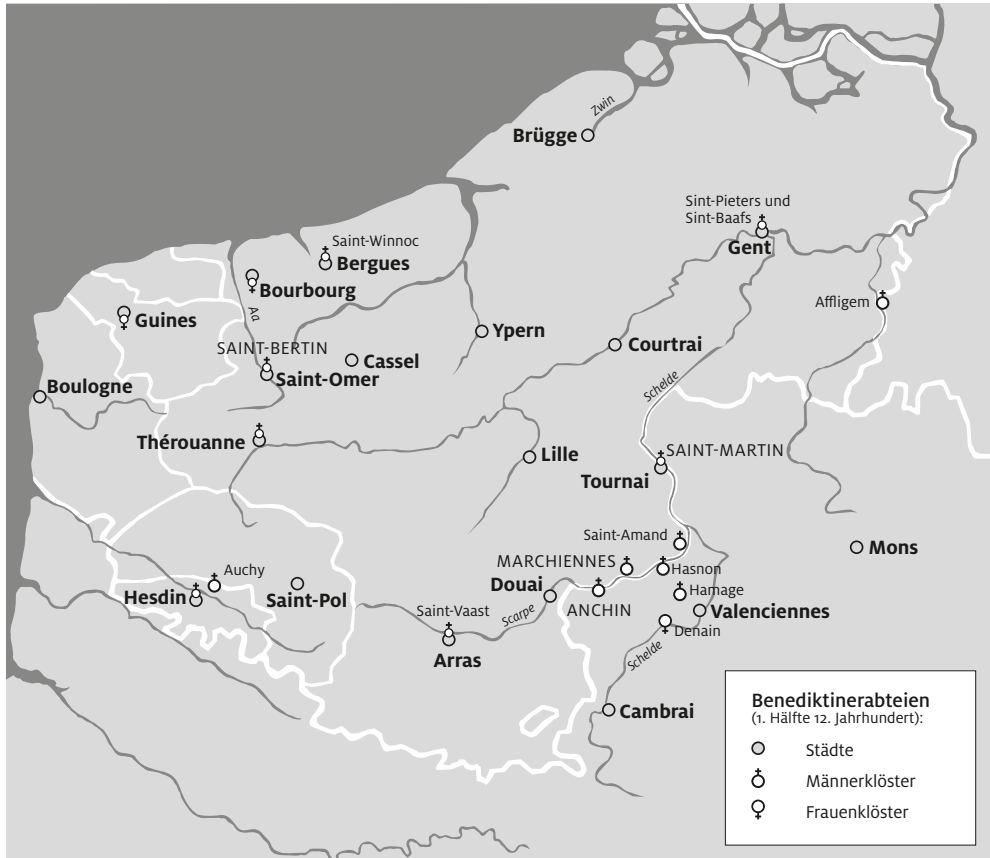 Zwin
Brügge
Sint-Pieters und
Sint-Baafs
Gent
Saint-Winnoc
Bergues
Bourbourg
Affligem
Guines
Aa
Ypern
Courtrai
SAINT-BERTIN
Cassel
Saint-Omer
Schelde
Boulogne
Thérouanne
SAINT-MARTIN
Lille
Tournai
Saint-Amand
Mons
MARCHIENNES
Hasnon
Auchy
Douai
Hamage
Hesdin
Saint-Pol
ANCHIN
Valenciennes
Saint-Vaast
Scarpe
Denain
Arras
Schelde
Cambrai
Benediktinerabteien
(1. Hälfte 12. Jahrhundert):
Städte
Männerklöster
Frauenklöster